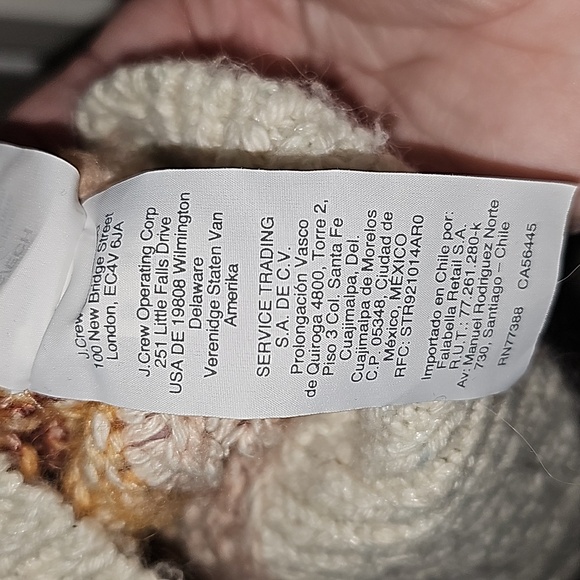 J.Crew
100 New Bridge Street
London, EC4V 6JA
J.Crew Operating Corp
251 Little Falls Drive
USA DE 19808 Wilmington
Delaware
Verenidge Staten Van
Amerika
SERVICE TRADING
S.A. DE C.V.
Prolongación Vasco
de Quiroga 4800, Torre 2,
Piso 3 Col. Santa Fe
Cuajimalpa, Del.
Cuajimalpa de Morelos
C.P. 05348, Ciudad de
México, MÉXICO
RFC: STR921014AR0
Importado en Chile por:
Falabella Retail S.A.
R.U.T : 77.261.280-k
Av: Manuel Rodriguez Norte
730, Santiago – Chile
RN77388 CA56445